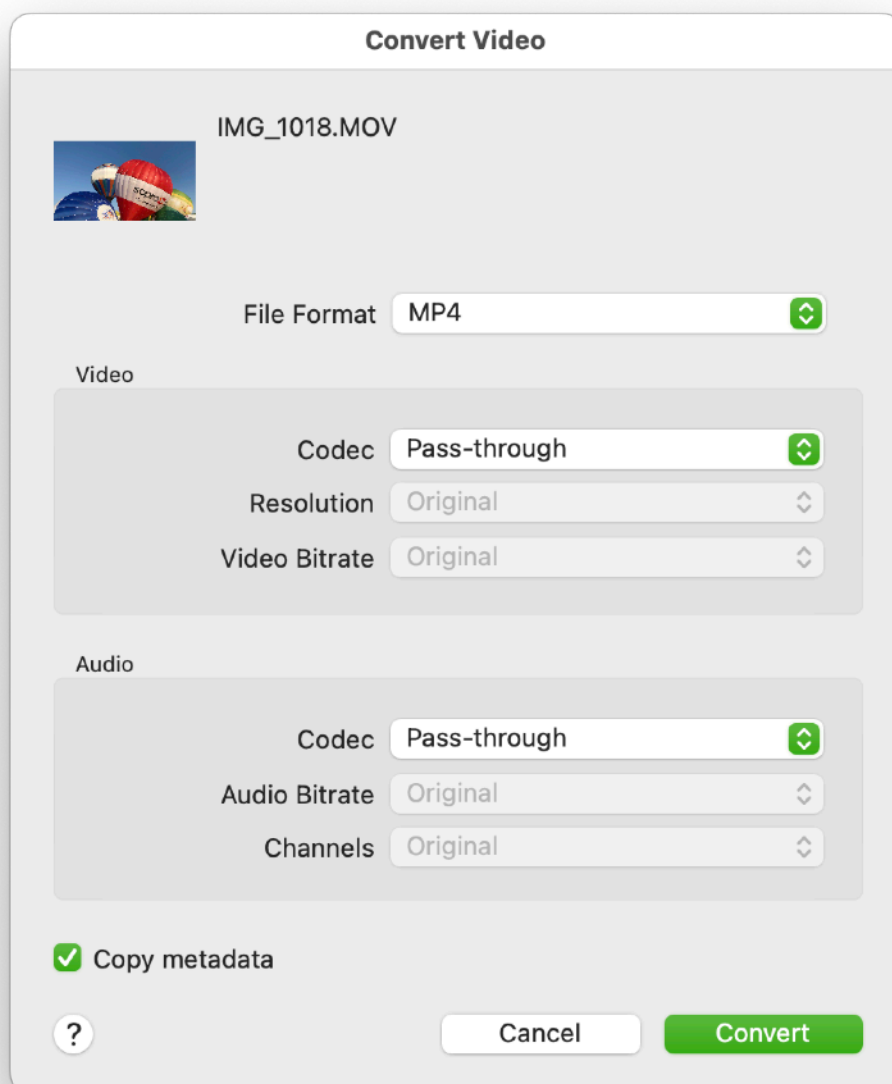 Convert Video
IMG_1018.MOV
File Format MP4
Video
Codec Pass-through
Resolution Original
Video Bitrate Original
Audio
Codec Pass-through
Audio Bitrate Original
Channels Original
Copy metadata
? Cancel Convert